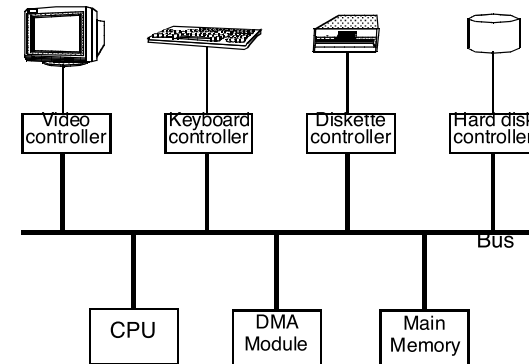 Video
controller
Keyboard
controller
Diskette
controller
Hard disk
controller
Bus
CPU
DMA
Module
Main
Memory